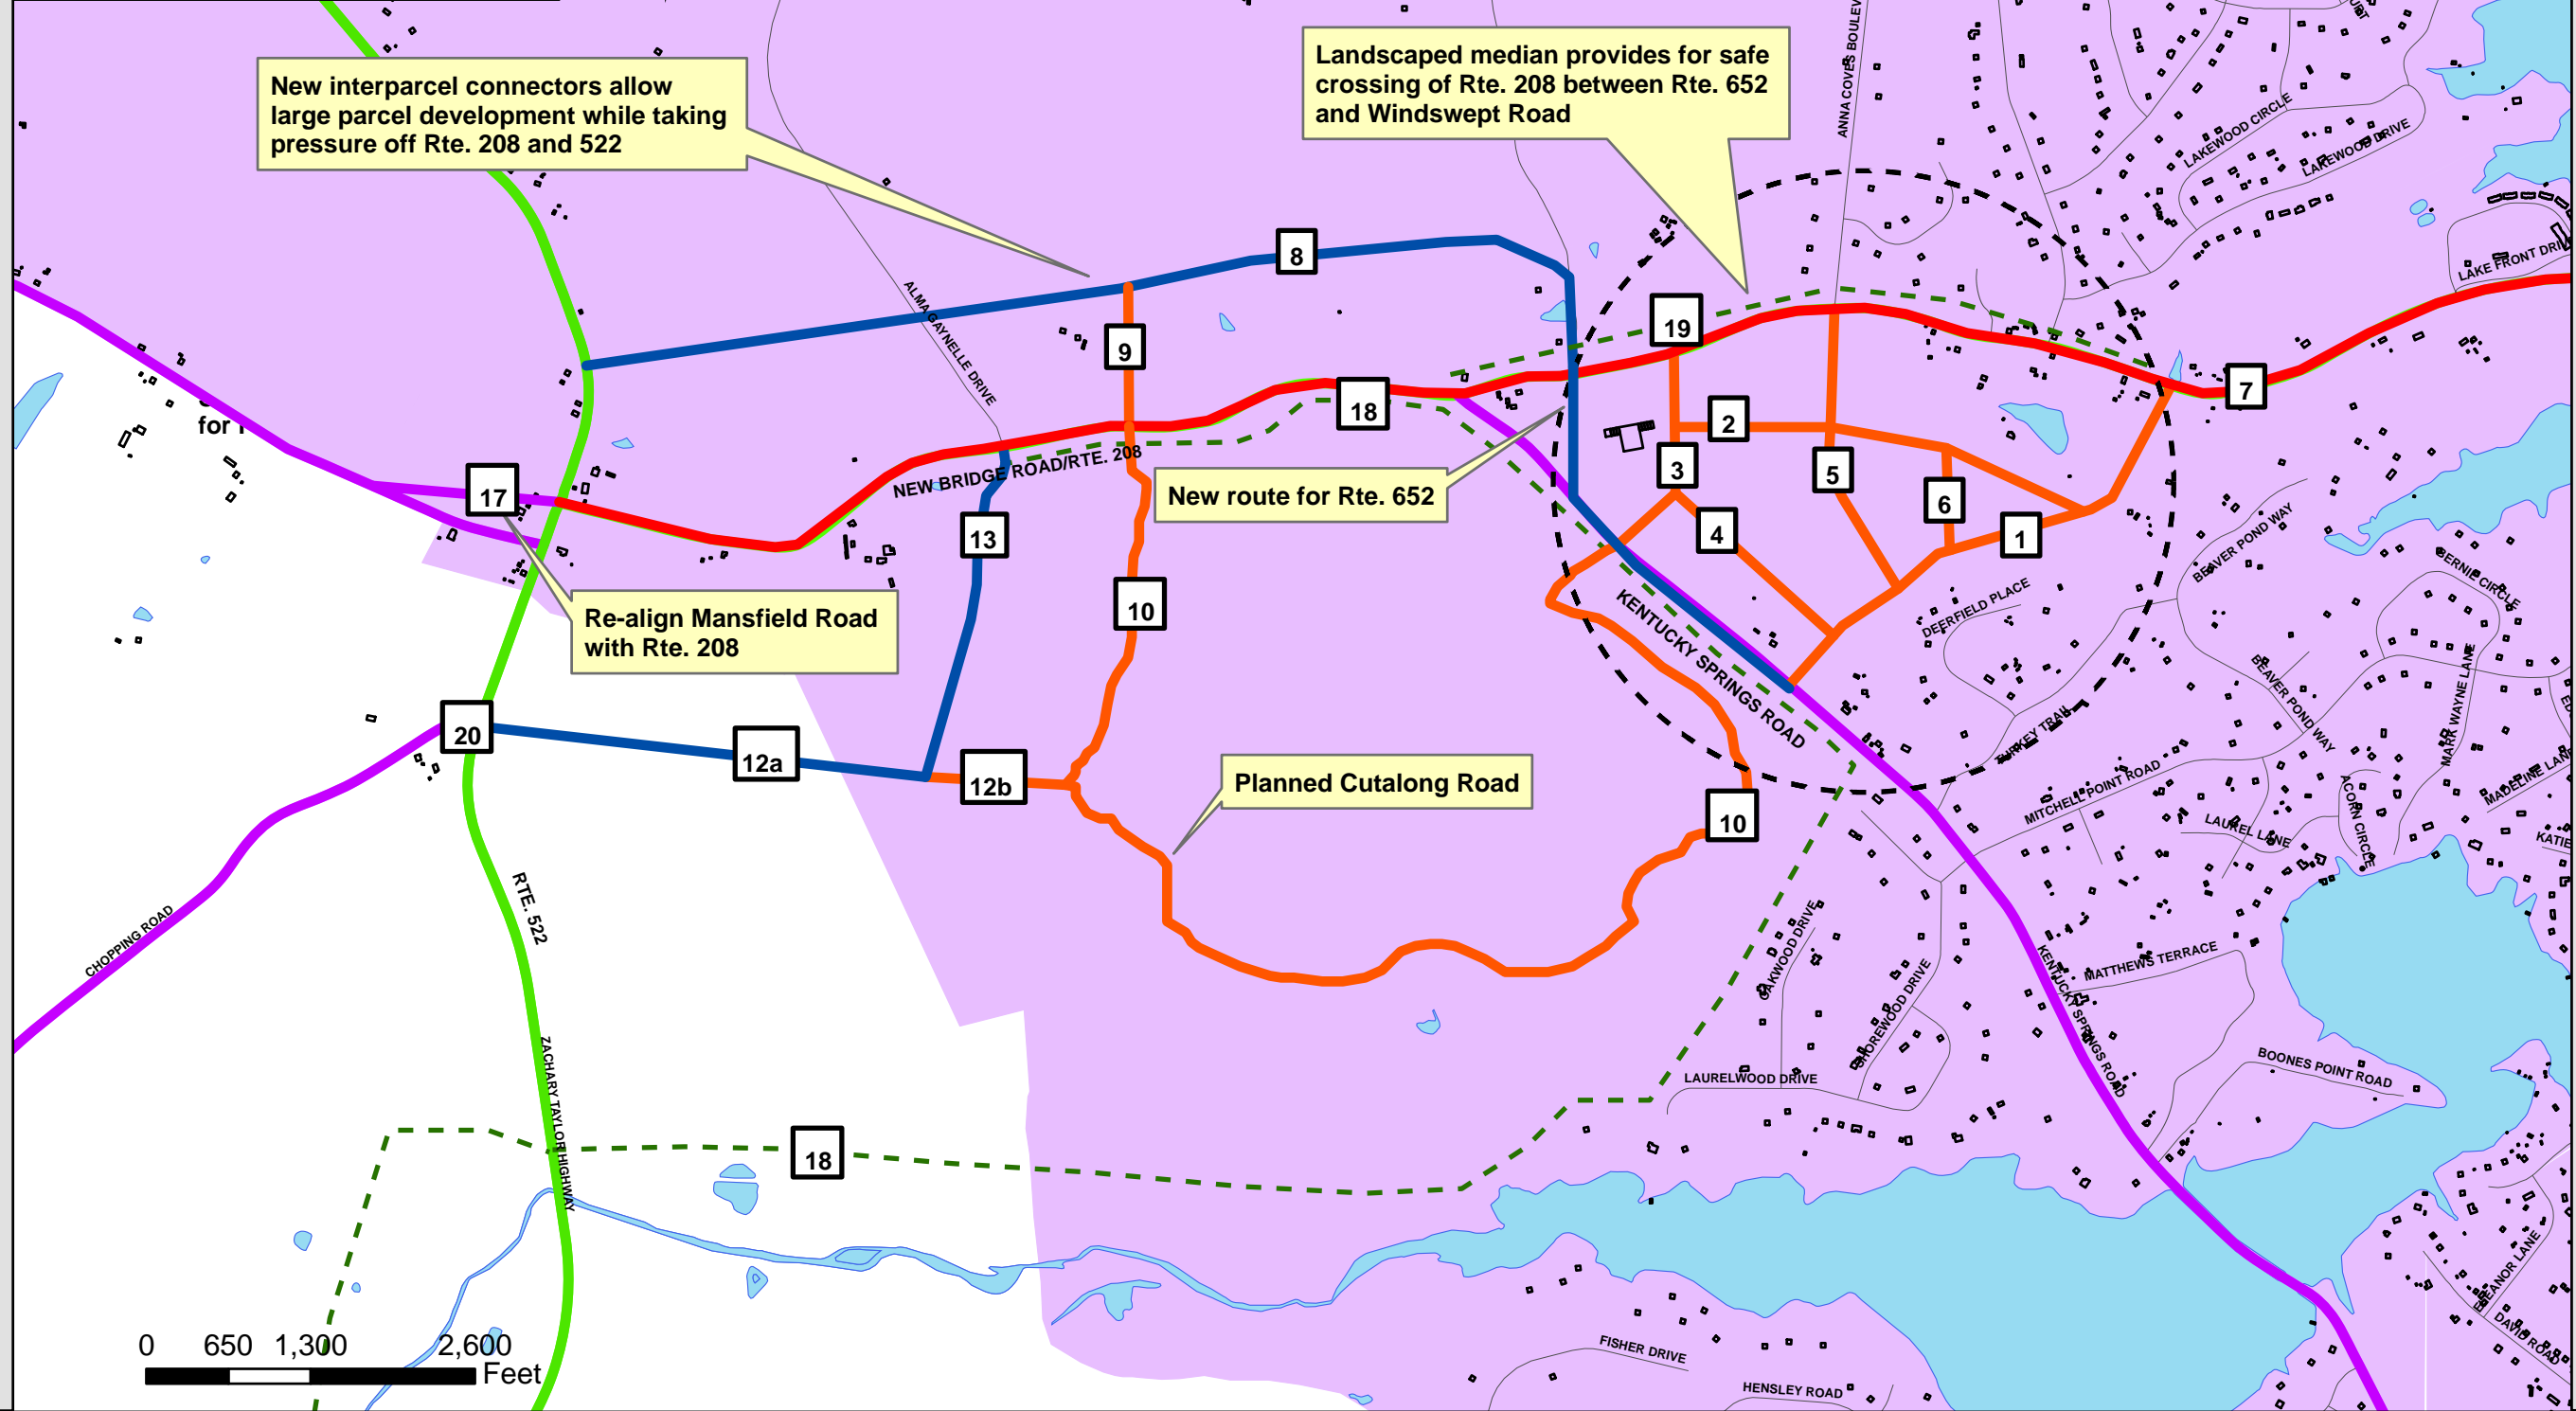 New interparcel connectors allow
large parcel development while taking
pressure off Rte. 208 and 522
Landscaped median provides for safe
crossing of Rte. 208 between Rte. 652
and Windswept Road
ANNA COVES BOULEV
LAKEWOOD CIRCLE
LAKEWOOD DRIVE
LAKE FRONT DRIV
8
ALMA GAYNELLE DRIVE
19
9
7
18
2
for
NEW BRIDGE ROAD/RTE. 208
3
5
17
New route for Rte. 652
6
4
1
13
BEAVER POND WAY
BERNIE CIRCLE
10
DEERFIELD PLACE
Re-align Mansfield Road
with Rte. 208
KENTUCKY SPRINGS ROAD
BEAVER POND WAY
MARK WAYNE LANE
20
12a
12b
TURKEY TRAIL
Planned Cutalong Road
MITCHELL POINT ROAD
MADELINE LANE
ACORN CIRCLE
LAUREL LANE
KATIE
10
RTE. 522
CHOPPING ROAD
OAKWOOD DRIVE
SHOREWOOD DRIVE
MATTHEWS TERRACE
KENTUCKY SPRINGS ROAD
BOONES POINT ROAD
LAURELWOOD DRIVE
ZACHARY TAYLOR HIGHWAY
18
ELEANOR LANE
DAVID ROAD
FISHER DRIVE
HENSLEY ROAD
0 650 1,300 2,600
Feet